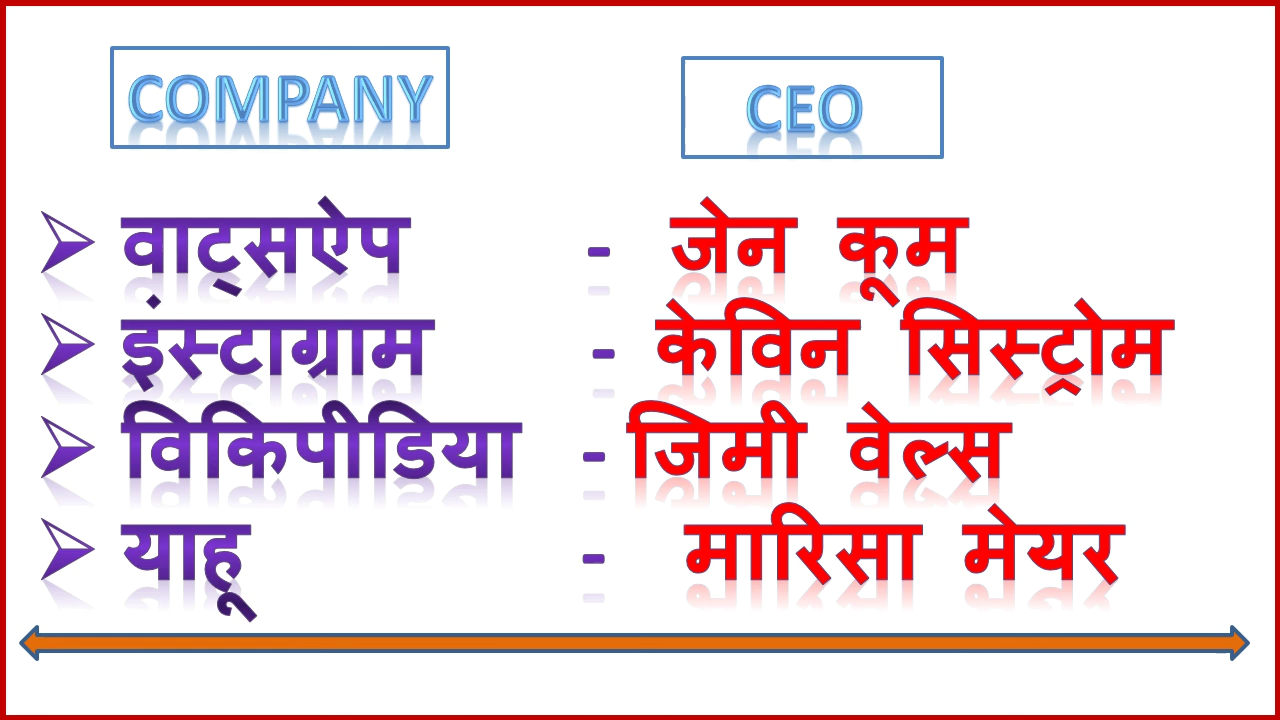 COMPANY CEO
वाट्सऐप - जेन कूम
इंस्टाग्राम - केविन सिस्ट्रोम
विकिपीडिया - जिमी वेल्स
याहू - मारिसा मेयर